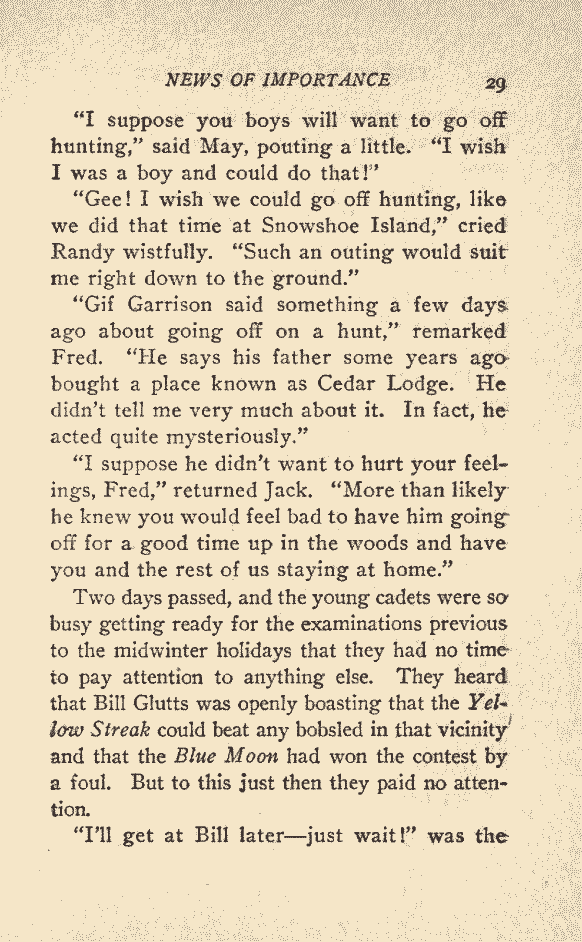 NEWS OF IMPORTANCE 29
“I suppose you boys will want to go off
hunting,” said May, pouting a little. “I wish
I was a boy and could do that!”
“Gee! I wish we could go off hunting, like
we did that time at Snowshoe Island,” cried
Randy wistfully. “Such an outing would suit
me right down to the ground.”
“Gif Garrison said something a few days
ago about going off on a hunt,” remarked
Fred. “He says his father some years ago
bought a place known as Cedar Lodge. He
didn’t tell me very much about it. In fact, he
acted quite mysteriously.”
“I suppose he didn’t want to hurt your feel-
ings, Fred,” returned Jack. “More than likely
he knew you would feel bad to have him going
off for a good time up in the woods and have
you and the rest of us staying at home.”
Two days passed, and the young cadets were so
busy getting ready for the examinations previous
to the midwinter holidays that they had no time
to pay attention to anything else. They heard
that Bill Glutts was openly boasting that the Yel-
low Streak could beat any bobsled in that vicinity
and that the Blue Moon had won the contest by
a foul. But to this just then they paid no atten-
tion.
“I’ll get at Bill later—just wait!” was the